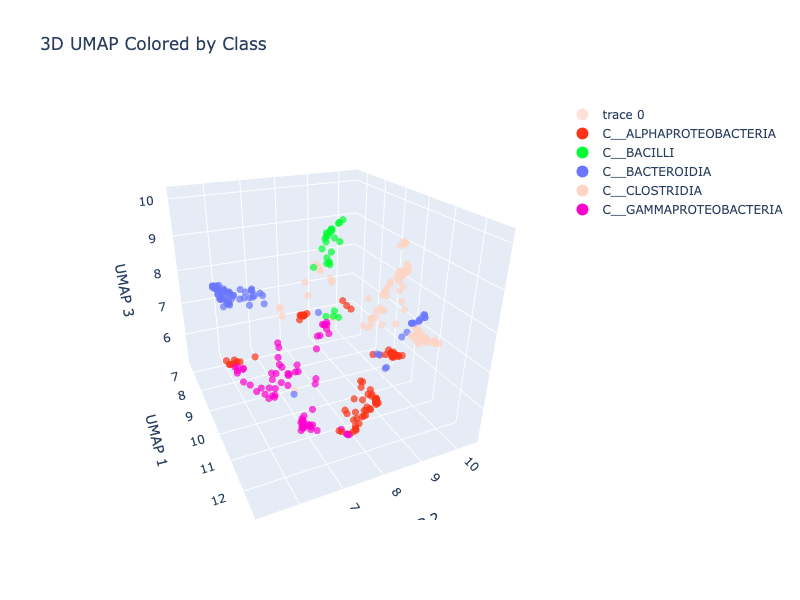 3D UMAP Colored by Class
trace 0
C__ALPHAPROTEOBACTERIA
C__BACILLI
C__BACTEROIDIA
C__CLOSTRIDIA
C__GAMMAPROTEOBACTERIA
10
9
8
7
6
UMAP 3
7
8
9
10
11
12
UMAP 1
7
8
9
10